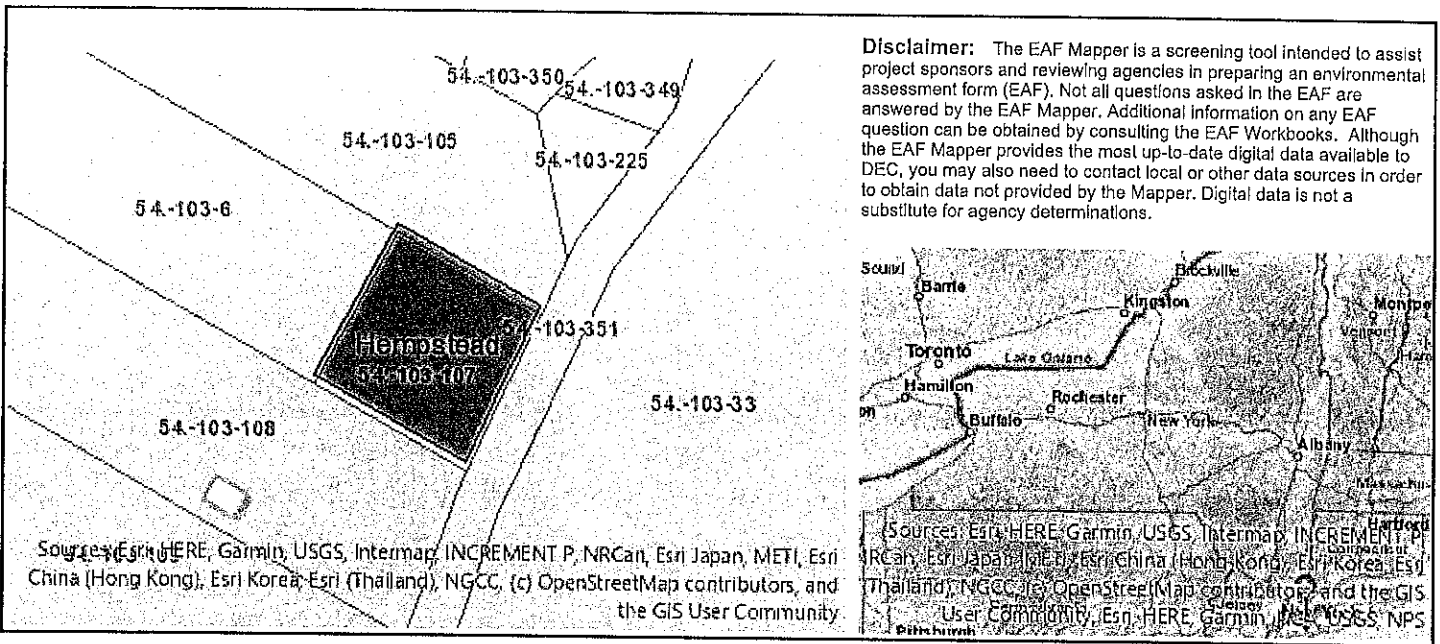 54.-103-350
54.-103-349
54.-103-105
54.-103-225
54.-103-6
54.-103-351
Hempstead
54.-103-107
54.-103-33
54.-103-108
Sources: Esri, HERE, Garmin, USGS, Intermap, INCREMENT P, NRCan, Esri Japan, METI, Esri
China (Hong Kong), Esri Korea, Esri (Thailand), NGCC, (c) OpenStreetMap contributors, and
the GIS User Community
Disclaimer: The EAF Mapper is a screening tool intended to assist
project sponsors and reviewing agencies in preparing an environmental
assessment form (EAF). Not all questions asked in the EAF are
answered by the EAF Mapper. Additional information on any EAF
question can be obtained by consulting the EAF Workbooks. Although
the EAF Mapper provides the most up-to-date digital data available to
DEC, you may also need to contact local or other data sources in order
to obtain data not provided by the Mapper. Digital data is not a
substitute for agency determinations.
Barrie
Brockville
Kingston
Montpe
Vermont
Toronto
Lake Ontario
Hamilton
Rochester
Buffalo
New York
Albany
Massachus
Hartford
Sources: Esri, HERE, Garmin, USGS, Intermap, INCREMENT P,
NRCan, Esri Japan, METI, Esri China (Hong Kong), Esri Korea, Esri
(Thailand), NGCC, (c) OpenStreetMap contributors, and the GIS
User Community, Esri, HERE, Garmin, USGS, NPS
Pittsburgh